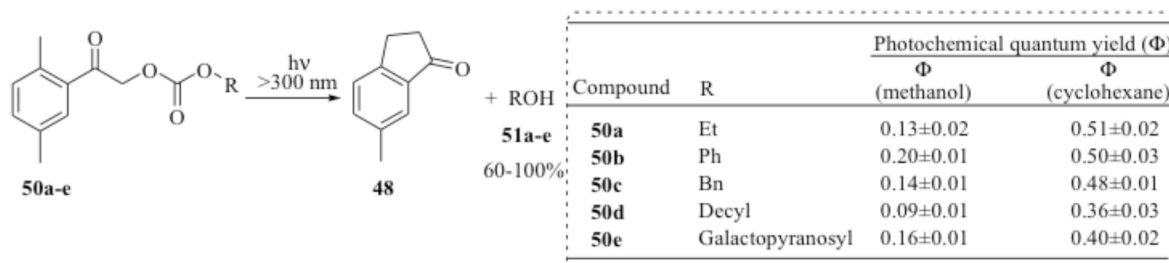 O
O
O
R
O
50a-e
hν
>300 nm
O
48
+ ROH
51a-e
60-100%
Photochemical quantum yield (Φ)
Compound R Φ (methanol) Φ (cyclohexane)
50a Et 0.13±0.02 0.51±0.02
50b Ph 0.20±0.01 0.50±0.03
50c Bn 0.14±0.01 0.48±0.01
50d Decyl 0.09±0.01 0.36±0.03
50e Galactopyranosyl 0.16±0.01 0.40±0.02